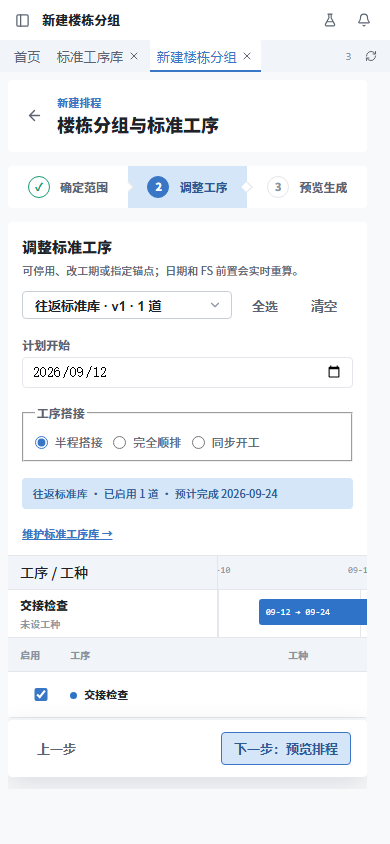 新建楼栋分组
首页
标准工序库
新建楼栋分组
3
新建排程
楼栋分组与标准工序
确定范围
2 调整工序
3 预览生成
调整标准工序
可停用、改工期或指定锚点；日期和 FS 前置会实时重算。
往返标准库 · v1 · 1 道
全选
清空
计划开始
2026/09/12
工序搭接
半程搭接
完全顺排
同步开工
往返标准库 · 已启用 1 道 · 预计完成 2026-09-24
维护标准工序库 →
工序 / 工种
-10
09-1
交接检查
未设工种
09-12 → 09-24
启用
工序
工种
交接检查
上一步
下一步：预览排程